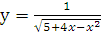 y = 1/√(5+4x−x²)